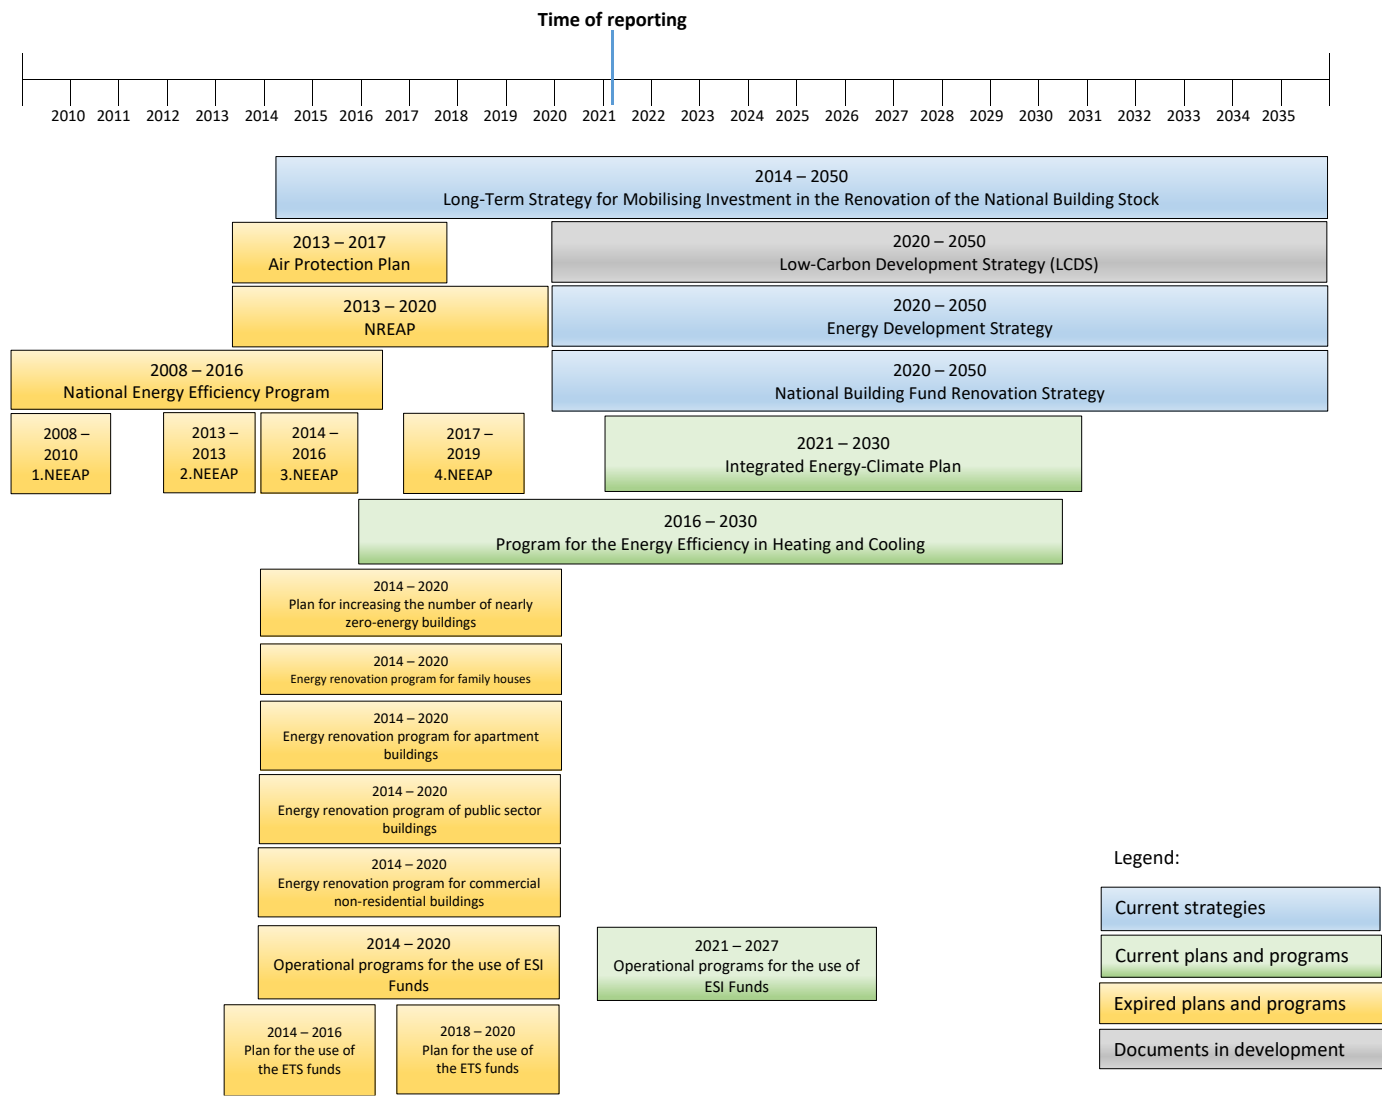 Time of reporting
2010 2011 2012 2013 2014 2015 2016 2017 2018 2019 2020 2021 2022 2023 2024 2025 2026 2027 2028 2029 2030 2031 2032 2033 2034 2035
2014 – 2050
Long-Term Strategy for Mobilising Investment in the Renovation of the National Building Stock
2013 – 2017
Air Protection Plan
2020 – 2050
Low-Carbon Development Strategy (LCDS)
2013 – 2020
NREAP
2020 – 2050
Energy Development Strategy
2008 – 2016
National Energy Efficiency Program
2020 – 2050
National Building Fund Renovation Strategy
2008 –
2010
1.NEEAP
2013 –
2013
2.NEEAP
2014 –
2016
3.NEEAP
2017 –
2019
4.NEEAP
2021 – 2030
Integrated Energy-Climate Plan
2016 – 2030
Program for the Energy Efficiency in Heating and Cooling
2014 – 2020
Plan for increasing the number of nearly
zero-energy buildings
2014 – 2020
Energy renovation program for family houses
2014 – 2020
Energy renovation program for apartment
buildings
2014 – 2020
Energy renovation program of public sector
buildings
2014 – 2020
Energy renovation program for commercial
non-residential buildings
2014 – 2020
Operational programs for the use of ESI
Funds
2021 – 2027
Operational programs for the use of
ESI Funds
2014 – 2016
Plan for the use of
the ETS funds
2018 – 2020
Plan for the use of
the ETS funds
Legend:
Current strategies
Current plans and programs
Expired plans and programs
Documents in development